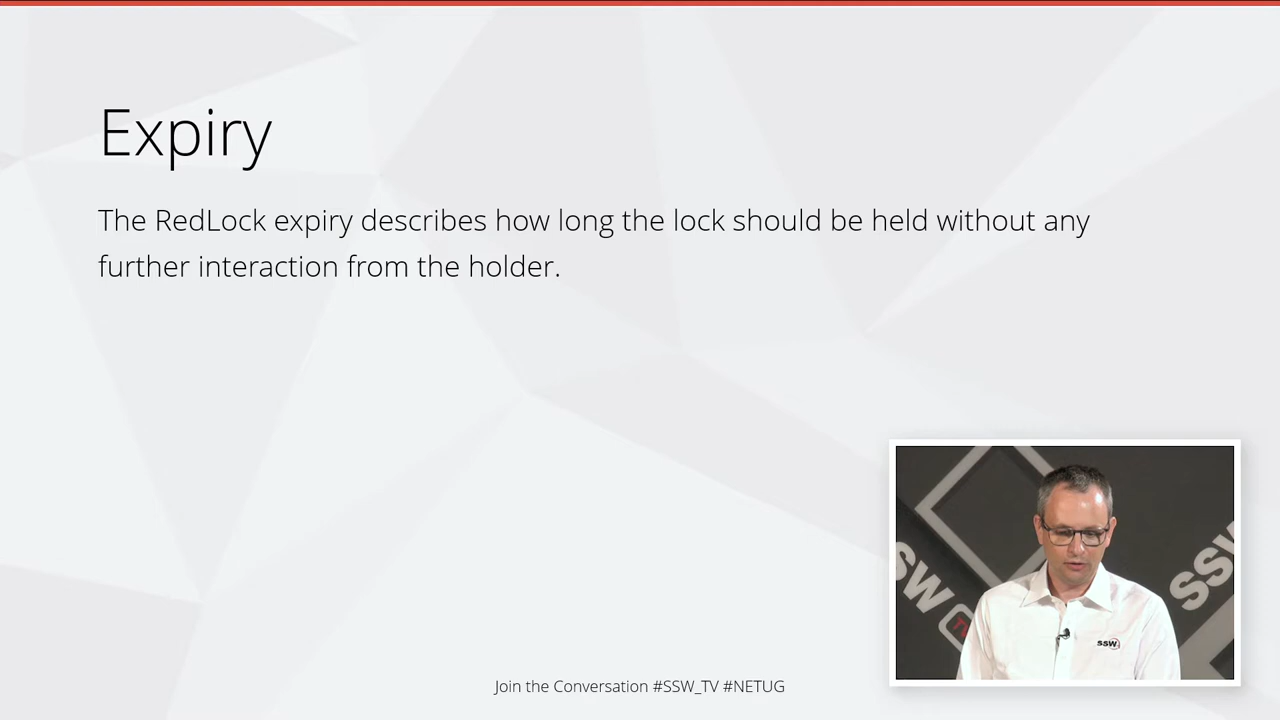 Expiry
The RedLock expiry describes how long the lock should be held without any
further interaction from the holder.
SSW
TV
SSW
ssw
Join the Conversation #SSW_TV #NETUG